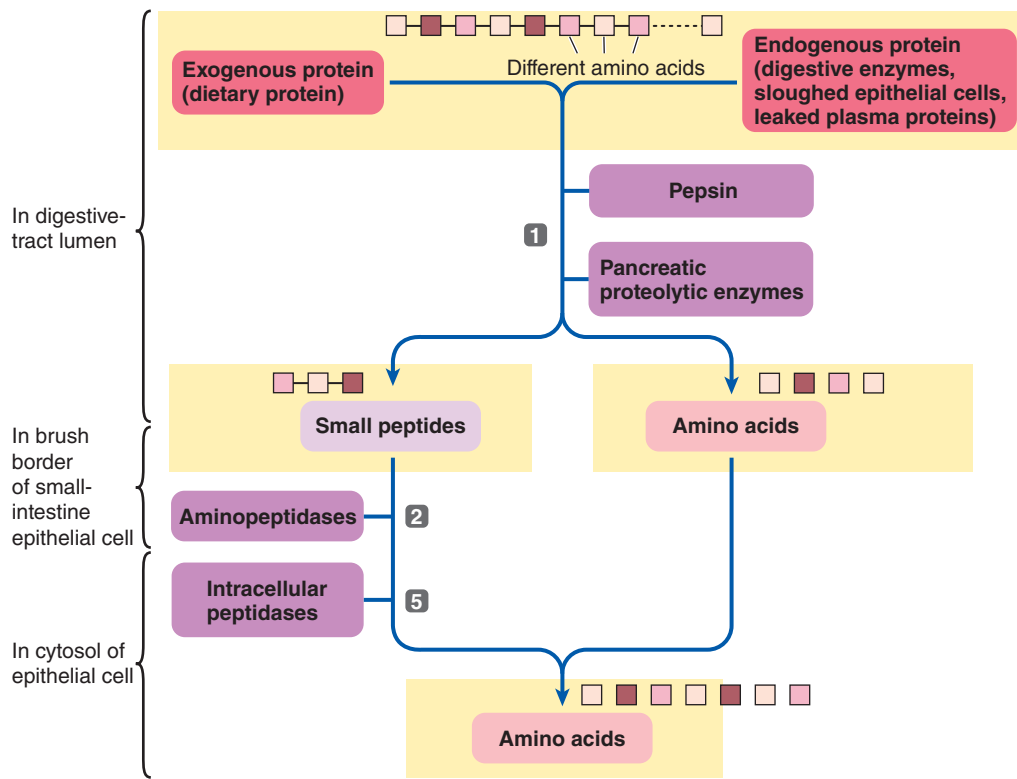 Exogenous protein
(dietary protein)
Different amino acids
Endogenous protein
(digestive enzymes,
sloughed epithelial cells,
leaked plasma proteins)
In digestive-
tract lumen
Pepsin
1
Pancreatic
proteolytic enzymes
Small peptides
Amino acids
In brush
border
of small-
intestine
epithelial cell
Aminopeptidases
2
Intracellular
peptidases
5
In cytosol of
epithelial cell
Amino acids